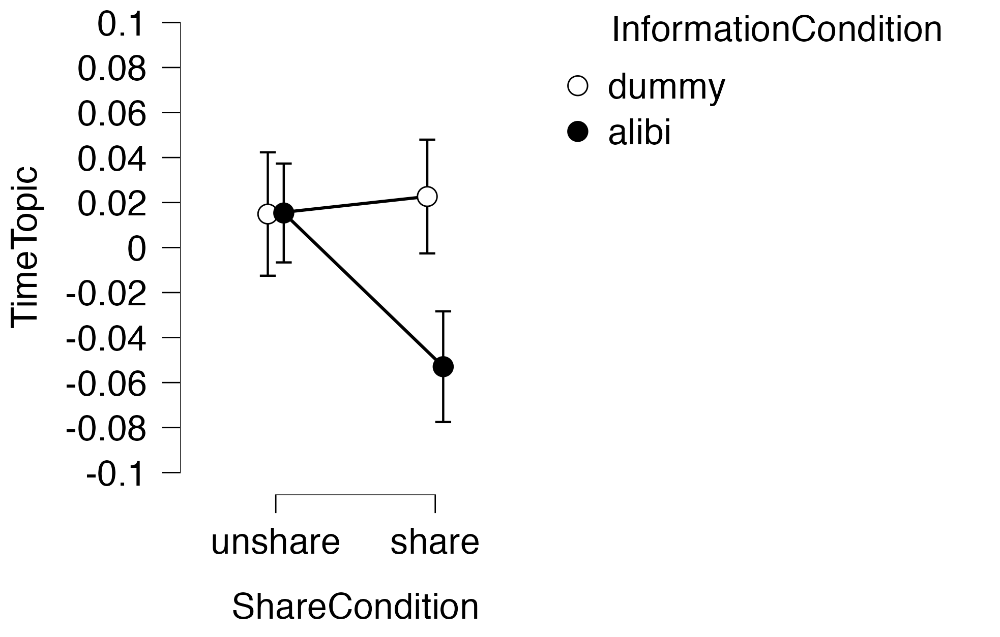 InformationCondition
dummy
alibi
TimeTopic
0.1
0.08
0.06
0.04
0.02
0
-0.02
-0.04
-0.06
-0.08
-0.1
unshare share
ShareCondition